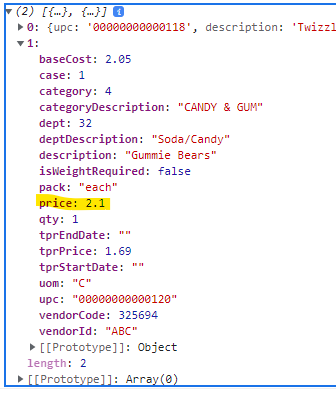 (2) [{…}, {…}] i
0: {upc: '00000000000118', description: 'Twizzl
1:
baseCost: 2.05
case: 1
category: 4
categoryDescription: "CANDY & GUM"
dept: 32
deptDescription: "Soda/Candy"
description: "Gummie Bears"
isWeightRequired: false
pack: "each"
price: 2.1
qty: 1
tprEndDate: ""
tprPrice: 1.69
tprStartDate: ""
uom: "C"
upc: "00000000000120"
vendorCode: 325694
vendorId: "ABC"
[[Prototype]]: Object
length: 2
[[Prototype]]: Array(0)